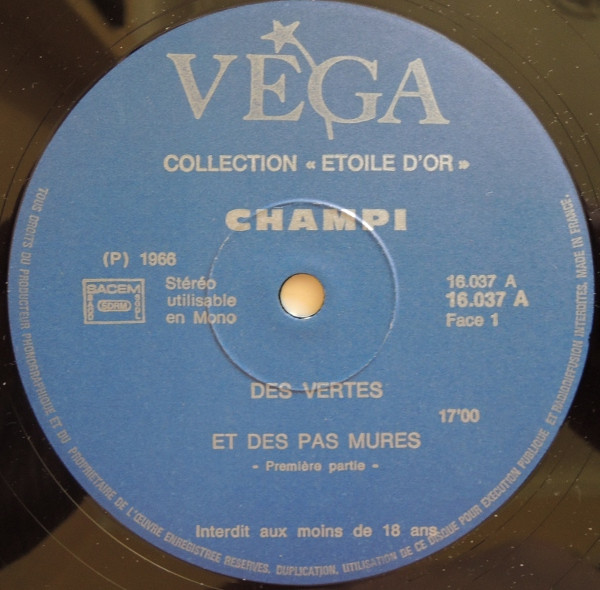 VEGA
COLLECTION « ETOILE D'OR »
CHAMPI
(P) 1966
SACEM
SDRM
Stéréo
utilisable
en Mono
16.037 A
16.037 A
Face 1
DES VERTES
17'00
ET DES PAS MURES
- Première partie -
Interdit aux moins de 18 ans
TOUS DROITS DU PRODUCTEUR PHONOGRAPHIQUE ET DU PROPRIETAIRE DE L'ŒUVRE ENREGISTREE RESERVES. DUPLICATION, UTILISATION DE CE DISQUE POUR EXECUTION PUBLIQUE ET RADIODIFFUSION INTERDITES. MADE IN FRANCE.